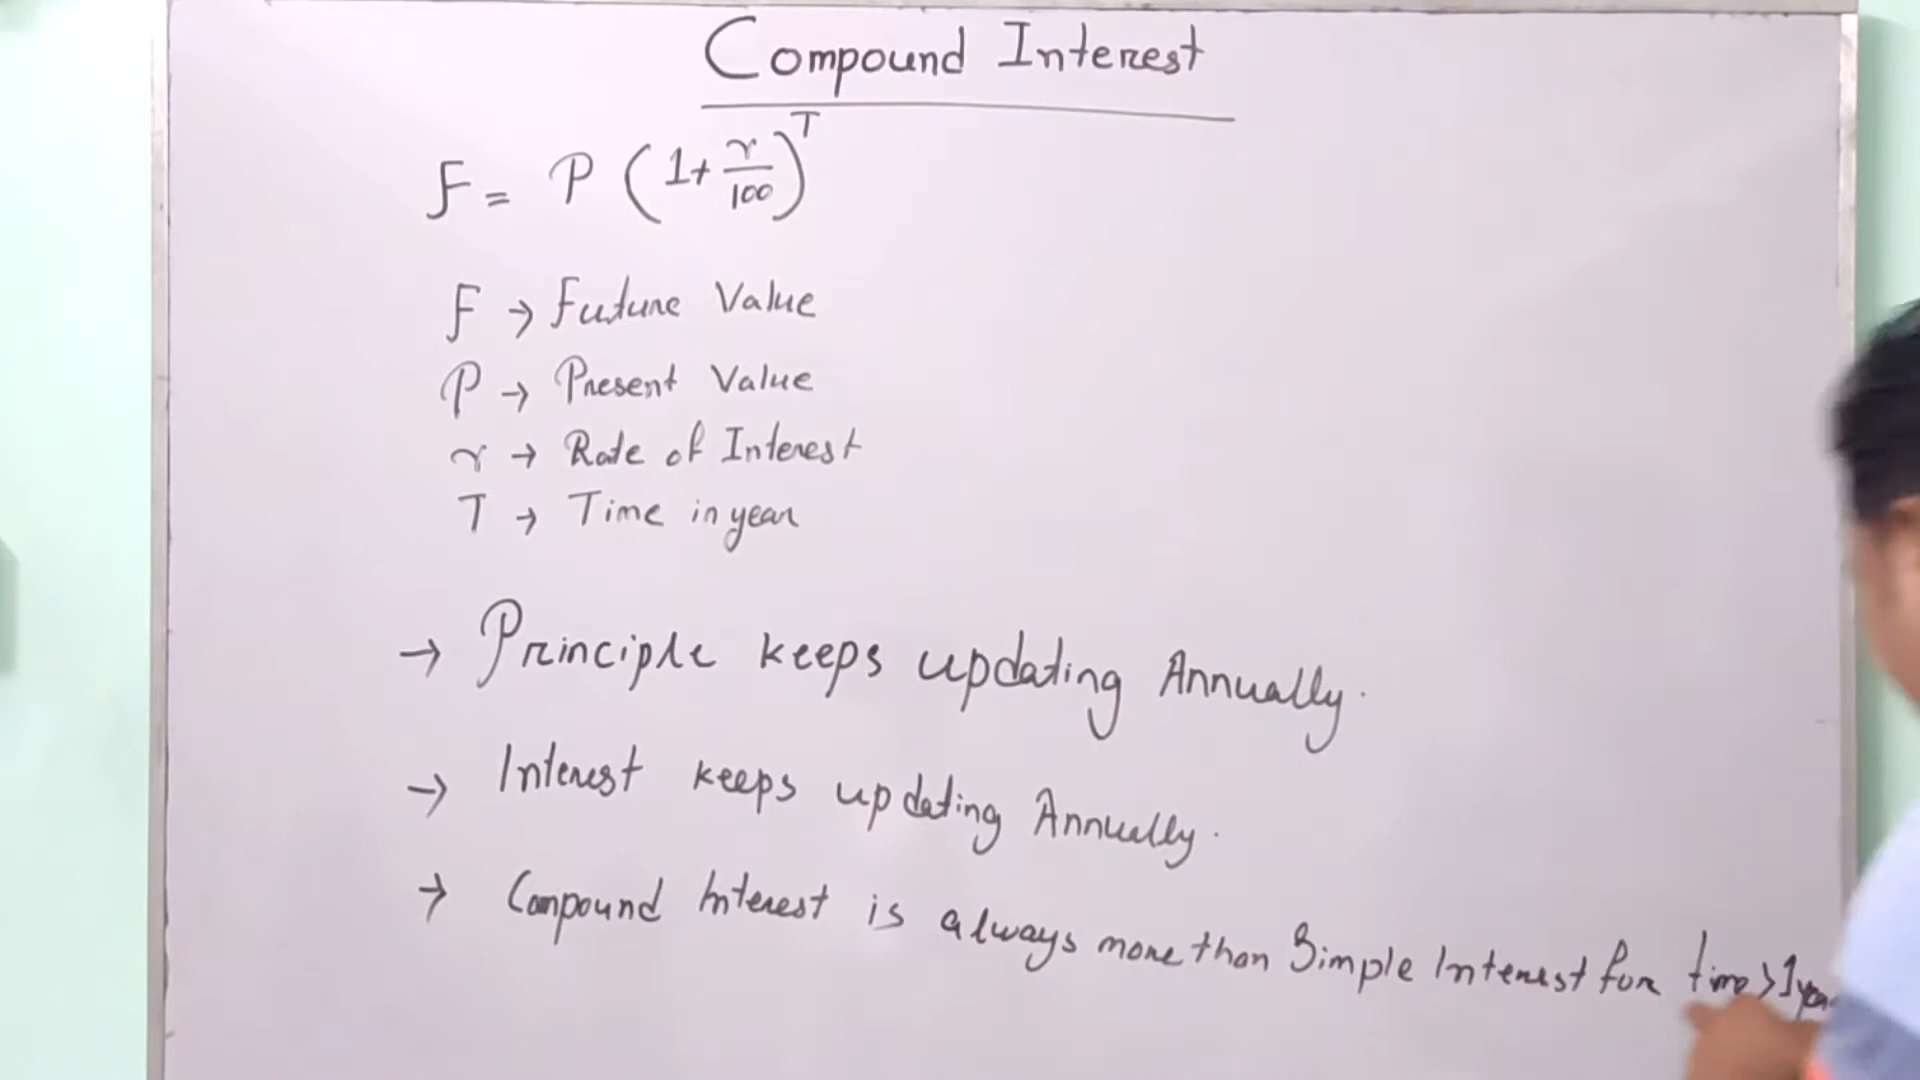 Compound Interest
F = P (1 + r/100)^T
F → Future Value
P → Present Value
r → Rate of Interest
T → Time in year
→ Principle keeps updating Annually.
→ Interest keeps updating Annually.
→ Compound Interest is always more than Simple Interest for time > 1